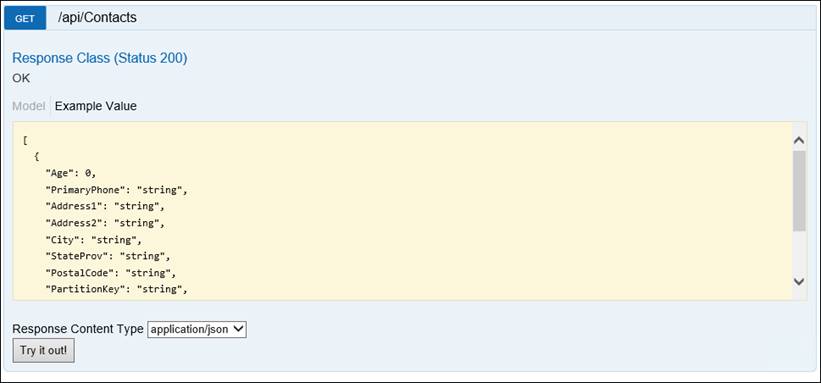 GET /api/Contacts
Response Class (Status 200)
OK
Model Example Value
[
{
"Age": 0,
"PrimaryPhone": "string",
"Address1": "string",
"Address2": "string",
"City": "string",
"StateProv": "string",
"PostalCode": "string",
"PartitionKey": "string",
Response Content Type application/json
Try it out!